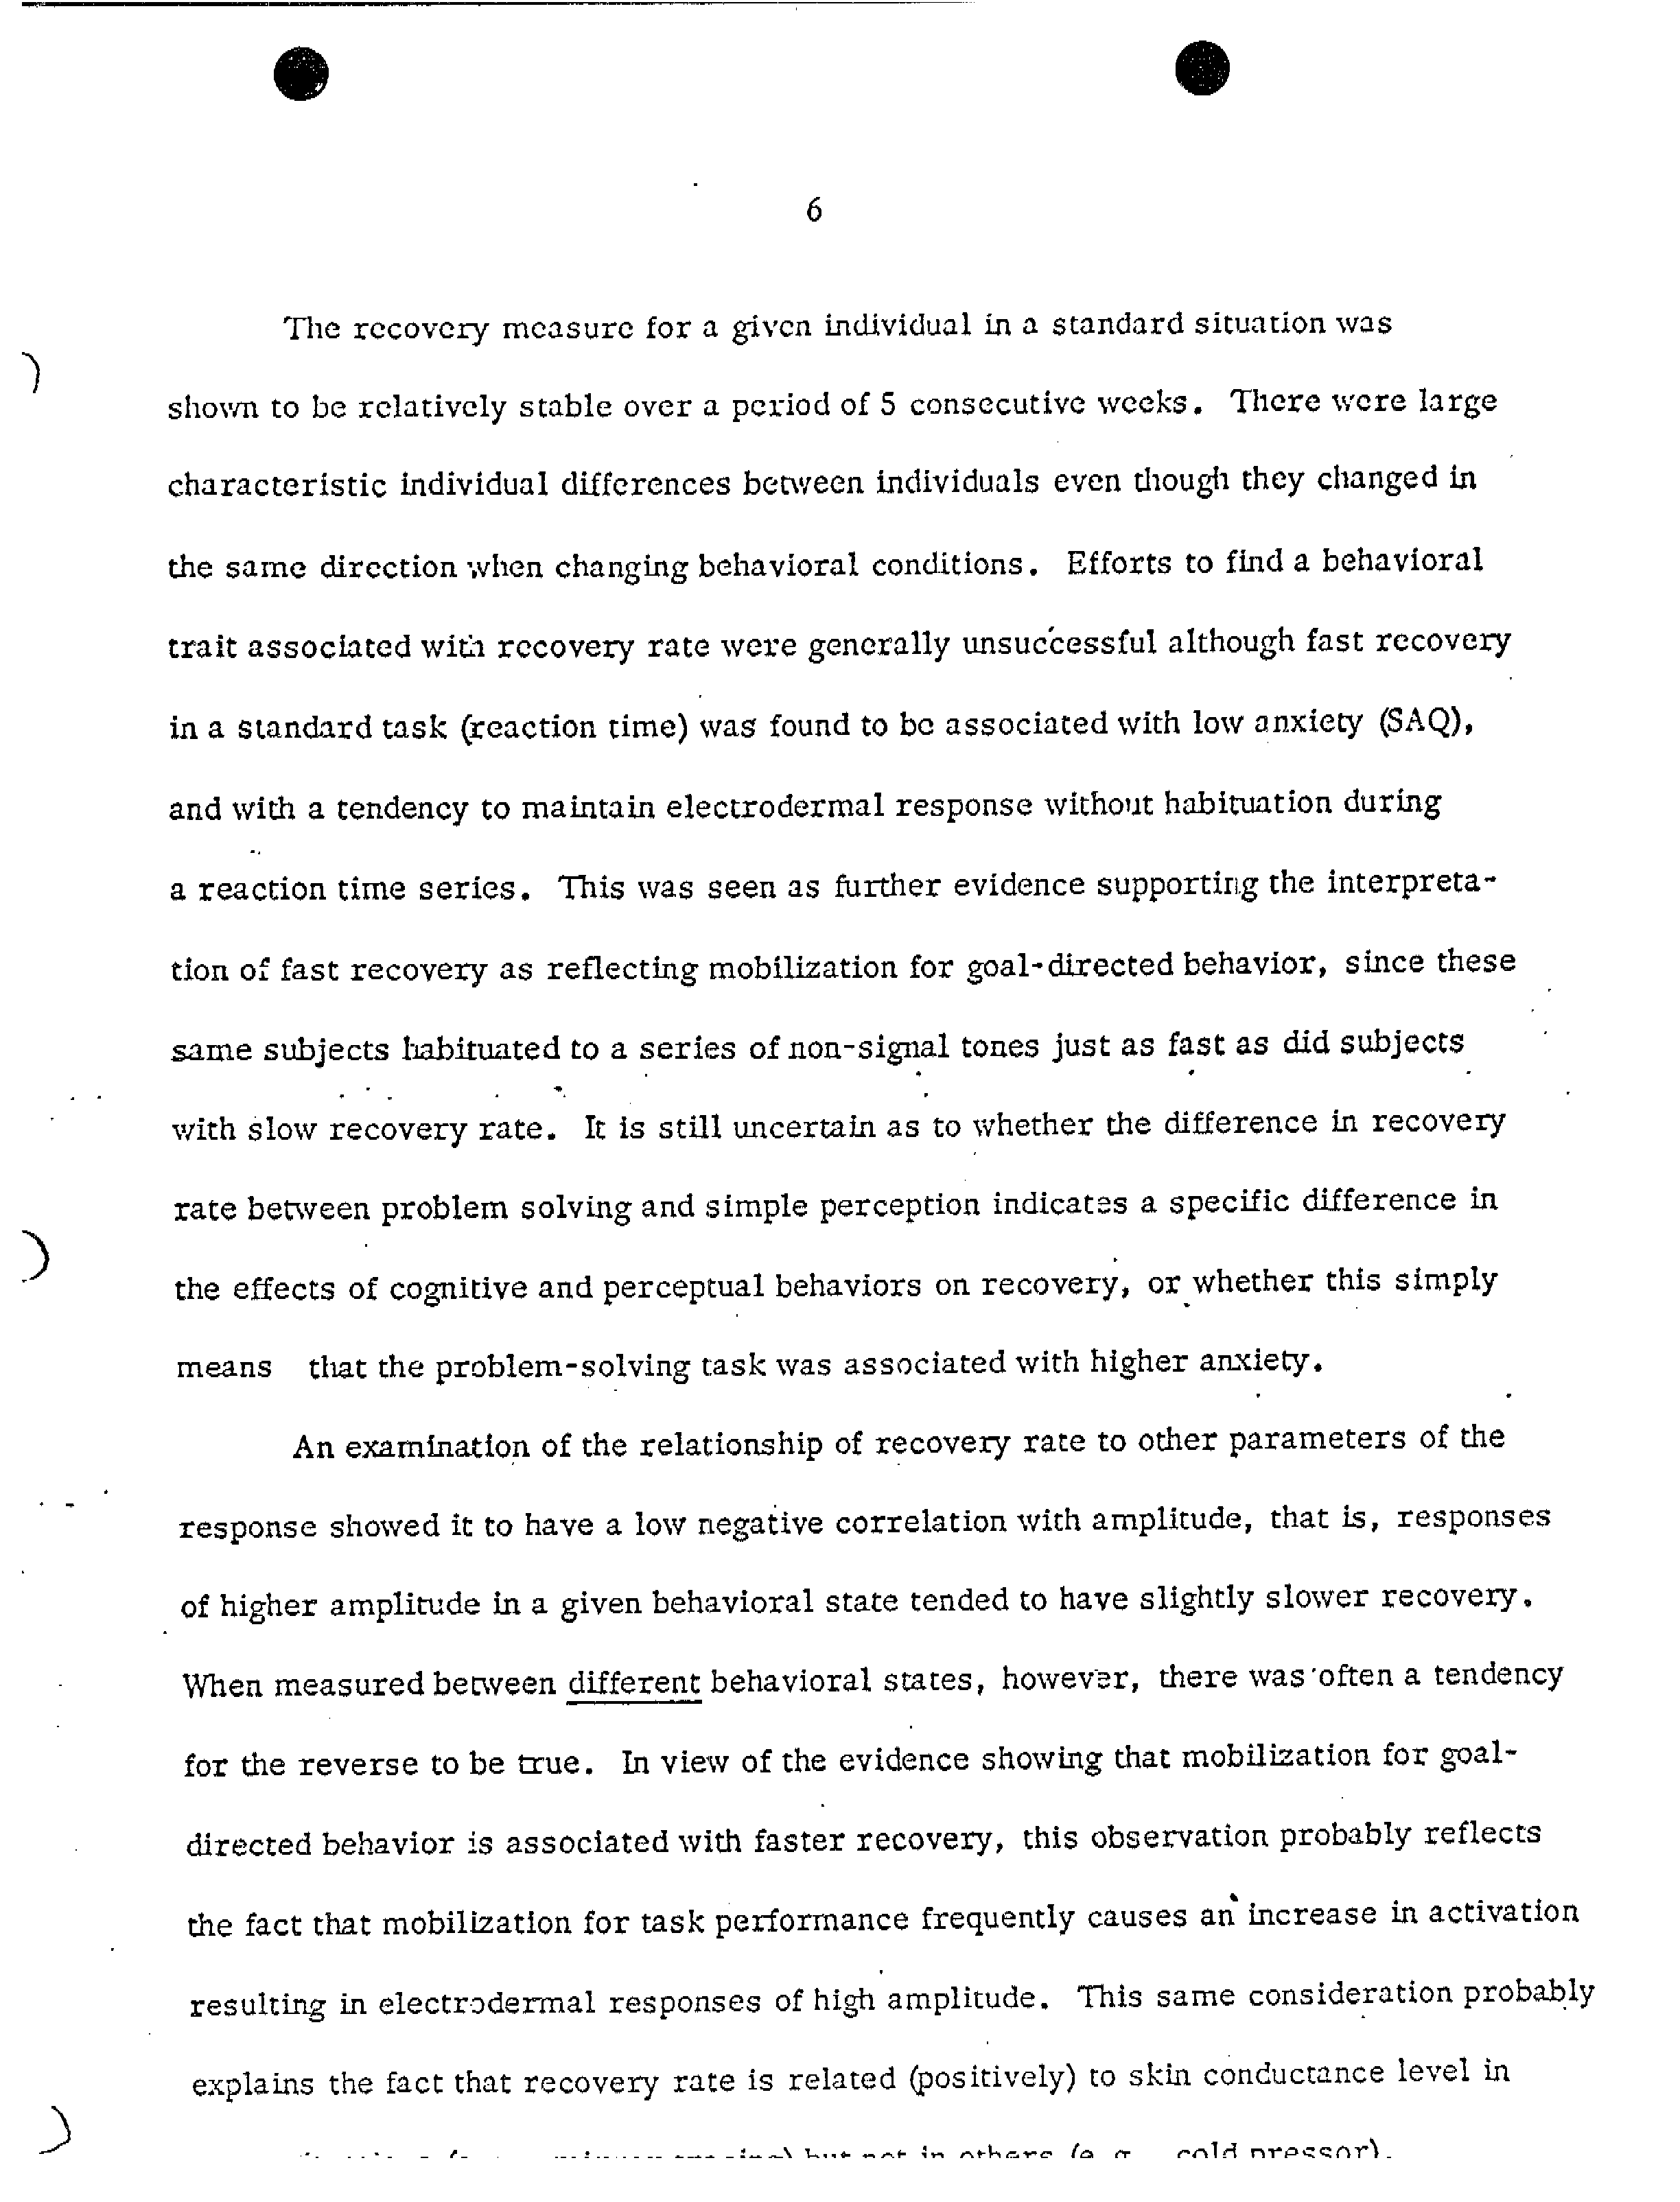 6
The recovery measure for a given individual in a standard situation was
shown to be relatively stable over a period of 5 consecutive weeks. There were large
characteristic individual differences between individuals even though they changed in
the same direction when changing behavioral conditions. Efforts to find a behavioral
trait associated with recovery rate were generally unsuccessful although fast recovery
in a standard task (reaction time) was found to be associated with low anxiety (SAQ),
and with a tendency to maintain electrodermal response without habituation during
a reaction time series. This was seen as further evidence supporting the interpreta-
tion of fast recovery as reflecting mobilization for goal-directed behavior, since these
same subjects habituated to a series of non-signal tones just as fast as did subjects
with slow recovery rate. It is still uncertain as to whether the difference in recovery
rate between problem solving and simple perception indicates a specific difference in
the effects of cognitive and perceptual behaviors on recovery, or whether this simply
means that the problem-solving task was associated with higher anxiety.
An examination of the relationship of recovery rate to other parameters of the
response showed it to have a low negative correlation with amplitude, that is, responses
of higher amplitude in a given behavioral state tended to have slightly slower recovery.
When measured between different behavioral states, however, there was often a tendency
for the reverse to be true. In view of the evidence showing that mobilization for goal-
directed behavior is associated with faster recovery, this observation probably reflects
the fact that mobilization for task performance frequently causes an increase in activation
resulting in electrodermal responses of high amplitude. This same consideration probably
explains the fact that recovery rate is related (positively) to skin conductance level in
but not in others (e.g. cold pressor).